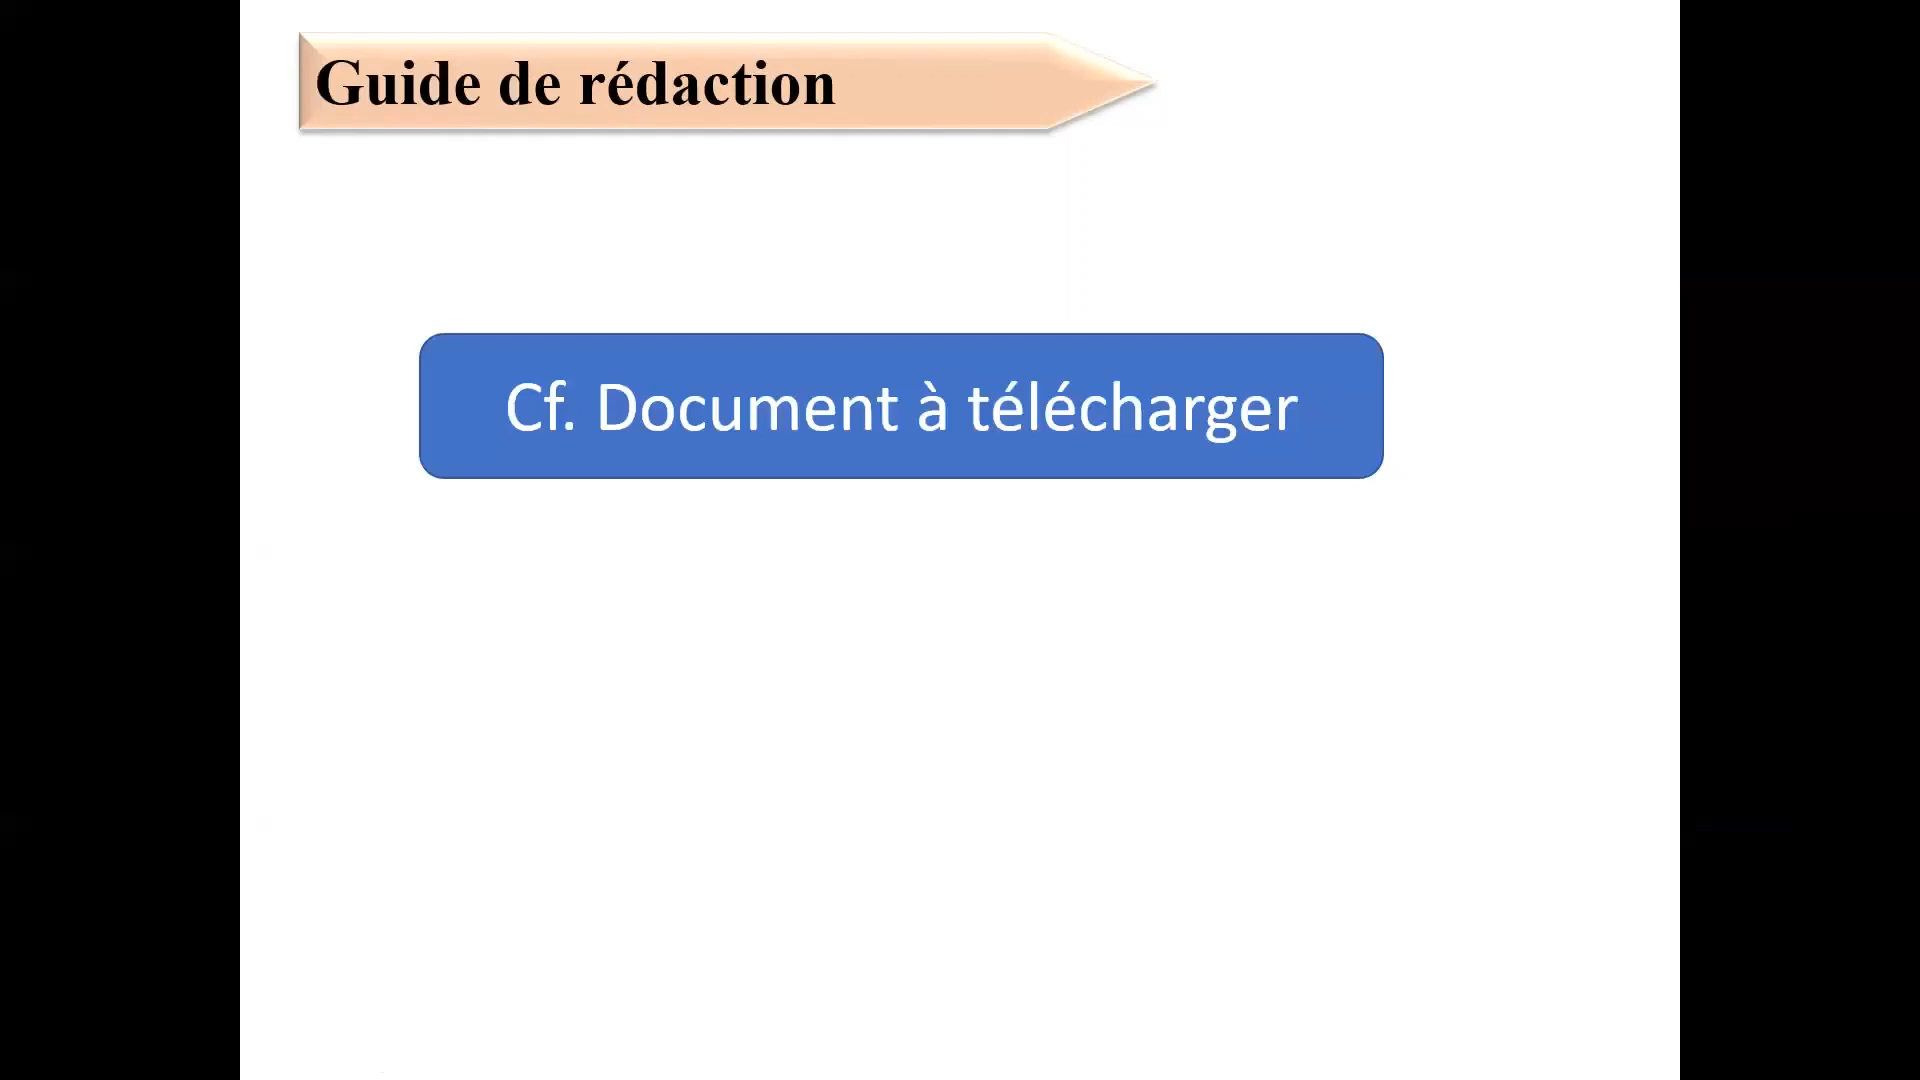 Guide de rédaction
Cf. Document à télécharger